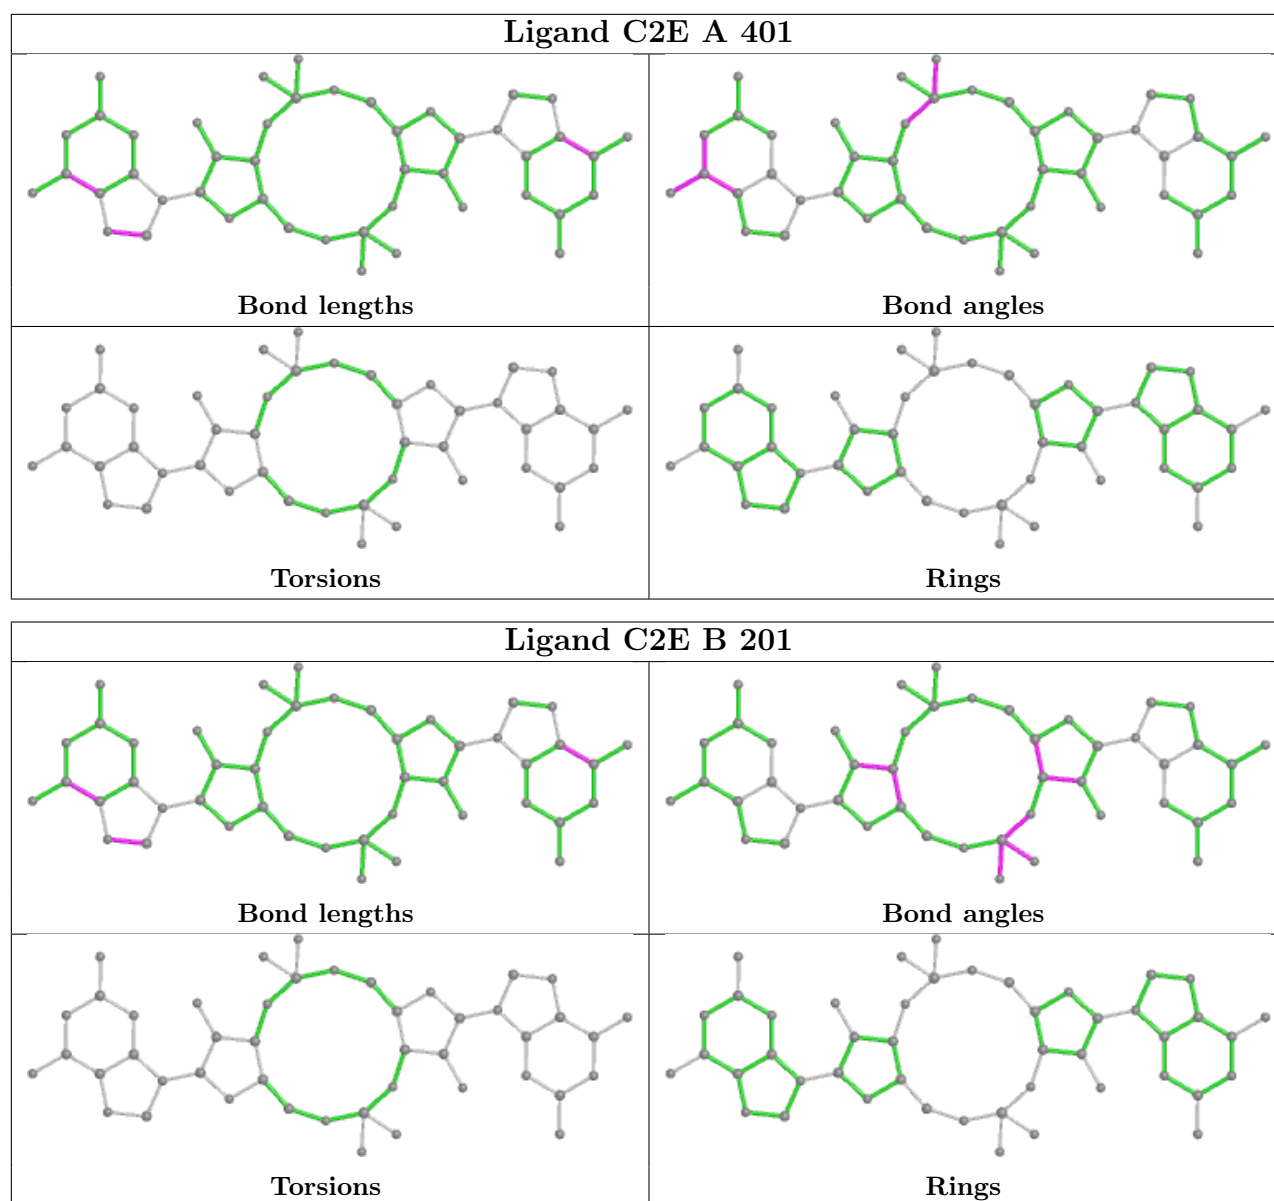 Ligand C2E A 401
Bond lengths
Bond angles
Torsions
Rings
Ligand C2E B 201
Bond lengths
Bond angles
Torsions
Rings